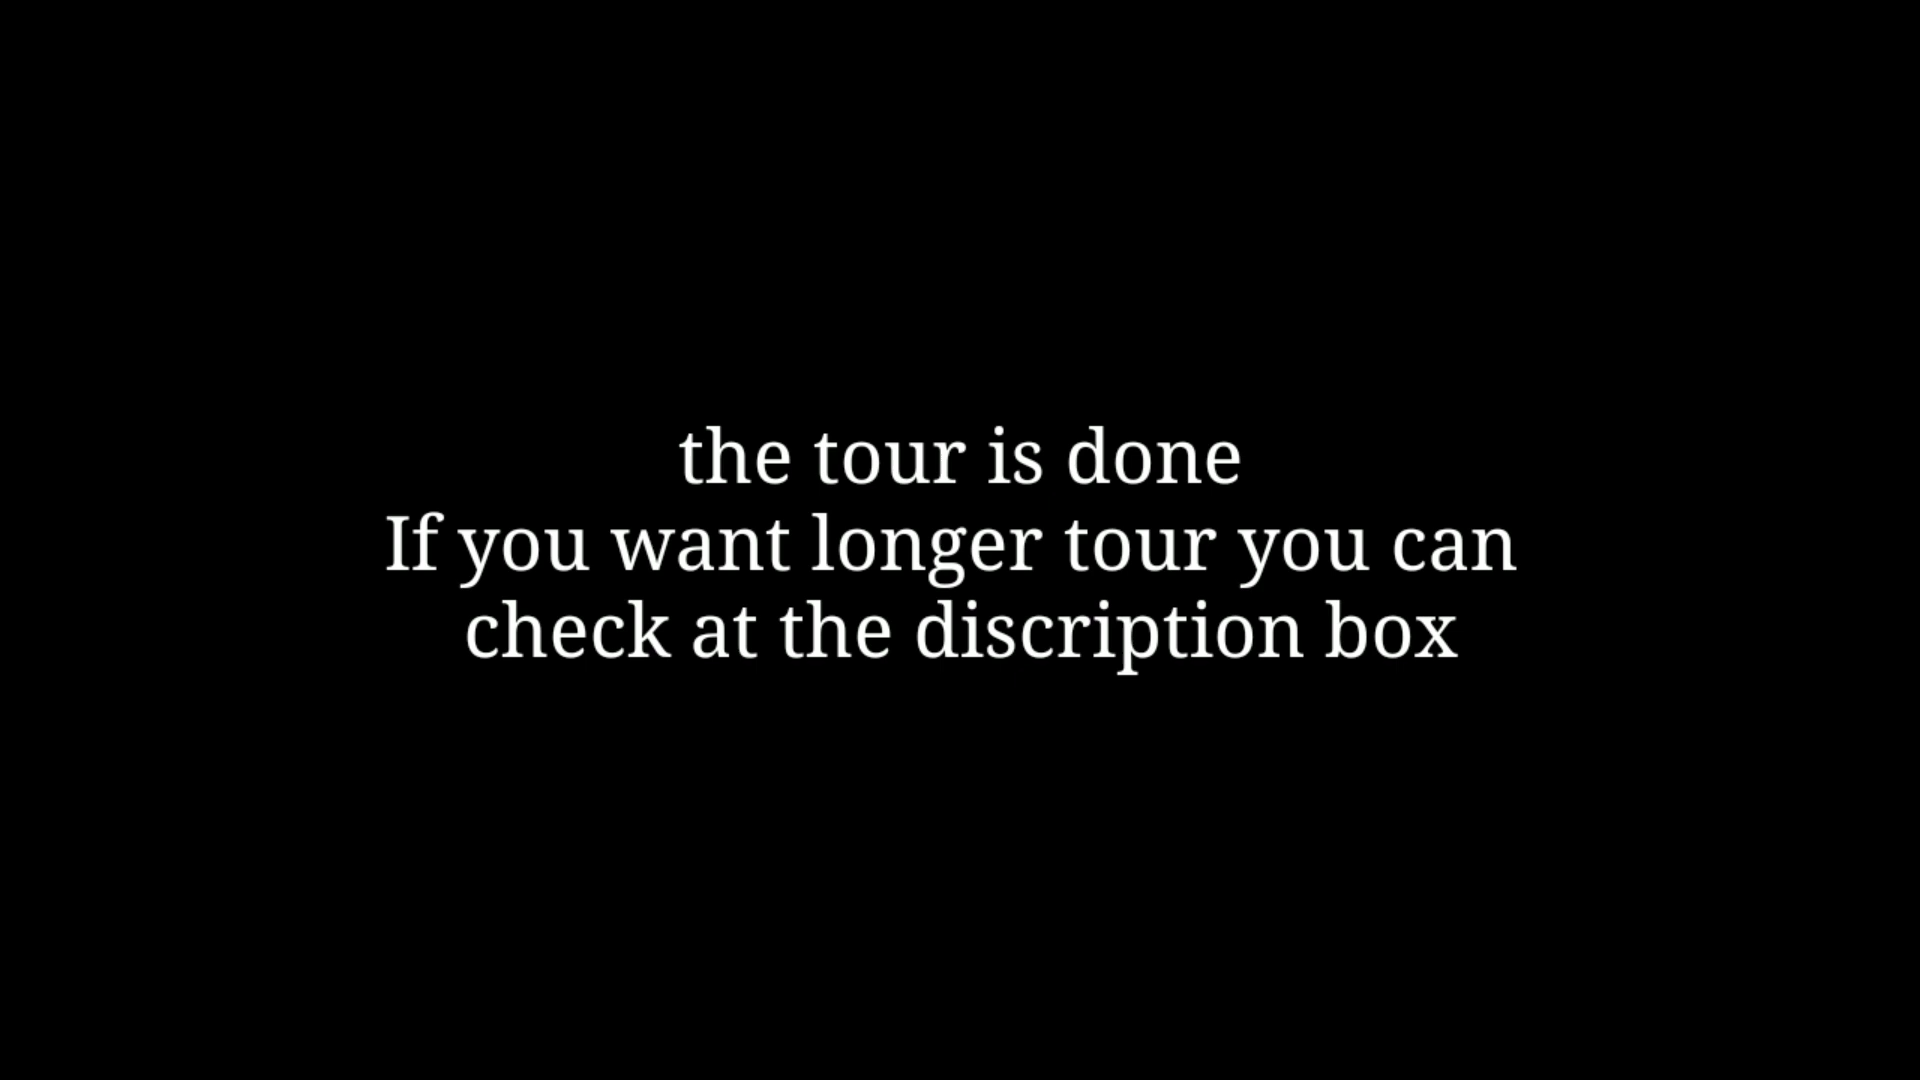 the tour is done
If you want longer tour you can
check at the discription box